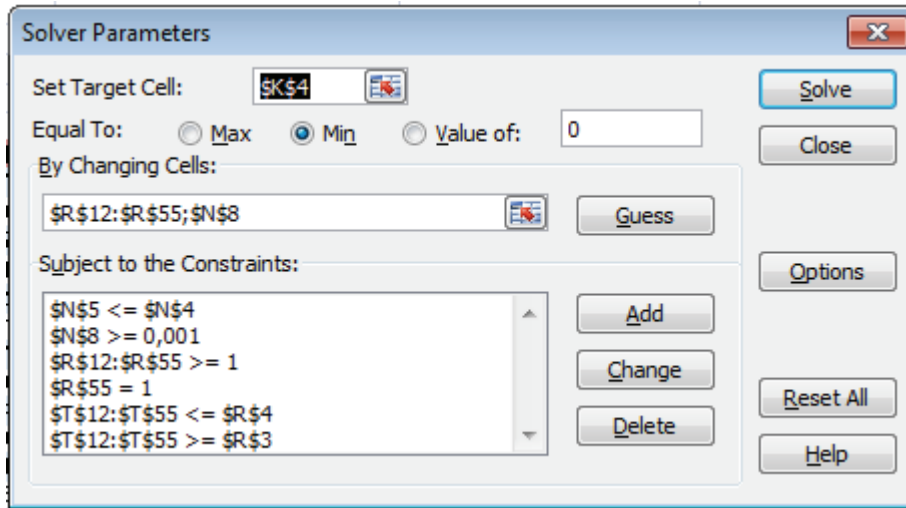 Solver Parameters
Set Target Cell: $K$4 Solve
Equal To: Max Min Value of: 0 Close
By Changing Cells:
$R$12:$R$55;$N$8 Guess
Subject to the Constraints: Options
$N$5 <= $N$4 Add
$N$8 >= 0,001
$R$12:$R$55 >= 1 Change
$R$55 = 1 Reset All
$T$12:$T$55 <= $R$4 Delete
$T$12:$T$55 >= $R$3 Help